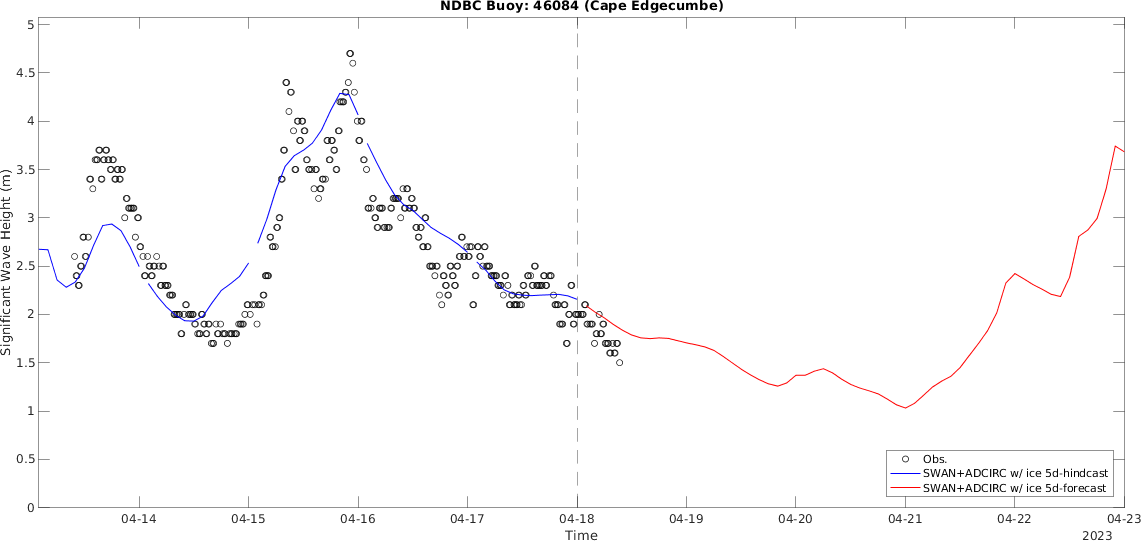 NDBC Buoy: 46084 (Cape Edgecumbe)
5
4.5
4
3.5
3
2.5
2
1.5
1
0.5
0
Significant Wave Height (m)
Obs.
SWAN+ADCIRC w/ ice 5d-hindcast
SWAN+ADCIRC w/ ice 5d-forecast
04-14 04-15 04-16 04-17 04-18 04-19 04-20 04-21 04-22 04-23
Time
2023